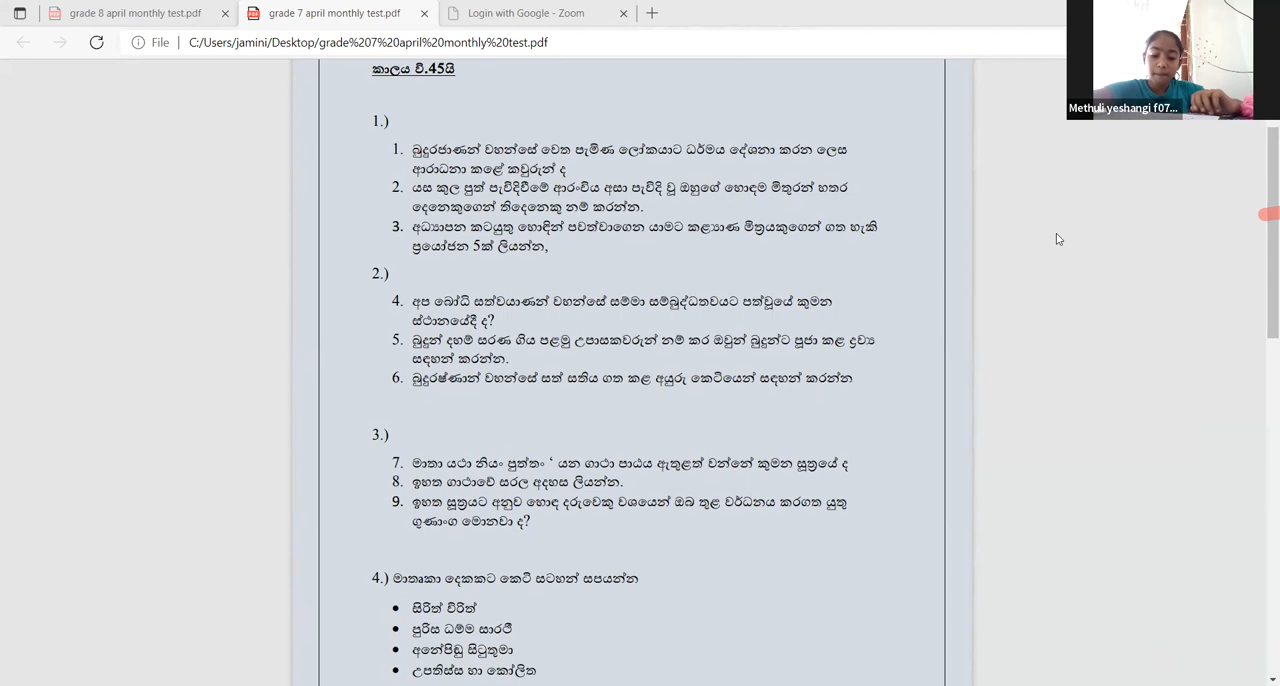 grade 8 april monthly test.pdf
grade 7 april monthly test.pdf
Login with Google - Zoom
File
C:/Users/jamini/Desktop/grade%207%20april%20monthly%20test.pdf
Methuli yeshangi f07...
කාලය වි.45යි
1.)
1. බුදුරජාණන් වහන්සේ වෙත පැමිණ ලෝකයාට ධර්මය දේශනා කරන ලෙස
ආරාධනා කළේ කවුරුන් ද
2. යස කුල පුත් පැවිදිවීමේ ආරංචිය අසා පැවිදි වූ ඔහුගේ හොඳම මිතුරන් හතර
දෙනෙකුගෙන් තිදෙනෙකු නම් කරන්න.
3. අධ්‍යාපන කටයුතු හොඳින් පවත්වාගෙන යාමට කළ්‍යාණ මිත්‍රයකුගෙන් ගත හැකි
ප්‍රයෝජන 5ක් ලියන්න,
2.)
4. අප බෝධි සත්වයාණන් වහන්සේ සම්මා සම්බුද්ධතවයට පත්වූයේ කුමන
ස්ථානයේදී ද?
5. බුදුන් දහම් සරණ ගිය පළමු උපාසකවරුන් නම් කර ඔවුන් බුදුන්ට පූජා කළ ද්‍රව්‍ය
සඳහන් කරන්න.
6. බුදුරෂ්ණාන් වහන්සේ සත් සතිය ගත කළ අයුරු කෙටියෙන් සඳහන් කරන්න
3.)
7. මාතා යථා නියං පුත්තං ‘ යන ගාථා පාඨය ඇතුළත් වන්නේ කුමන සූත්‍රයේ ද
8. ඉහත ගාථාවේ සරල අදහස ලියන්න.
9. ඉහත සූත්‍රයට අනුව හොඳ දරුවෙකු වශයෙන් ඔබ තුළ වර්ධනය කරගත යුතු
ගුණාංග මොනවා ද?
4.) මාතෘකා දෙකකට කෙටි සටහන් සපයන්න
• සිරිත් විරිත්
• පුරිස ධම්ම සාරථී
• අනේපිඬු සිටුතුමා
• උපතිස්ස හා කෝලිත